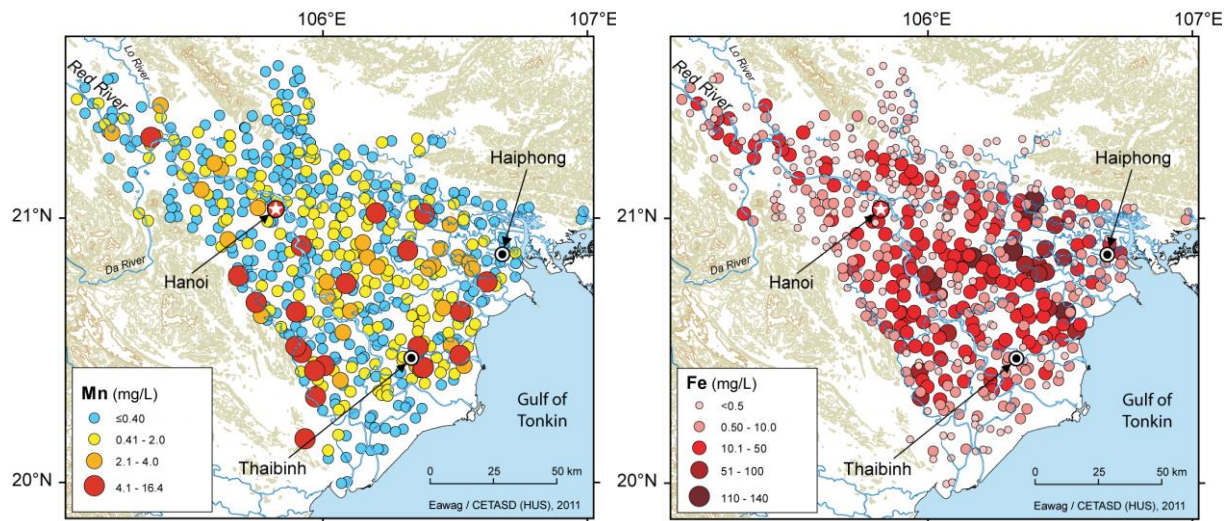 106°E
107°E
106°E
107°E
Lo River
Red River
Haiphong
21°N
Da River
Hanoi
Mn (mg/L)
≤0.40
0.41 - 2.0
2.1 - 4.0
4.1 - 16.4
Gulf of
Tonkin
Thaibinh
20°N
0 25 50 km
Eawag / CETASD (HUS), 2011
Lo River
Red River
Haiphong
21°N
Da River
Hanoi
Fe (mg/L)
<0.5
0.50 - 10.0
10.1 - 50
51 - 100
110 - 140
Gulf of
Tonkin
Thaibinh
20°N
0 25 50 km
Eawag / CETASD (HUS), 2011